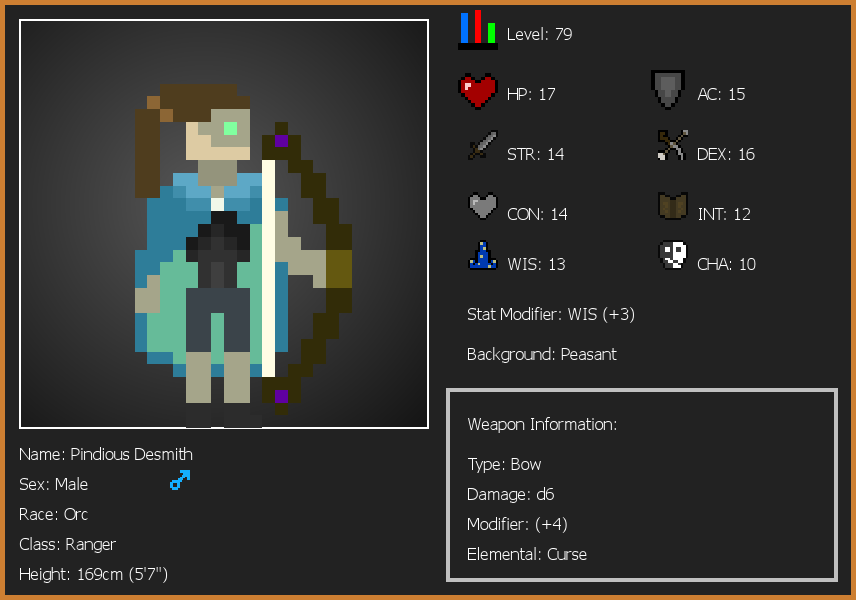 Level: 79
HP: 17
AC: 15
STR: 14
DEX: 16
CON: 14
INT: 12
WIS: 13
CHA: 10
Stat Modifier: WIS (+3)
Background: Peasant
Weapon Information:
Type: Bow
Damage: d6
Modifier: (+4)
Elemental: Curse
Name: Pindious Desmith
Sex: Male
Race: Orc
Class: Ranger
Height: 169cm (5'7")